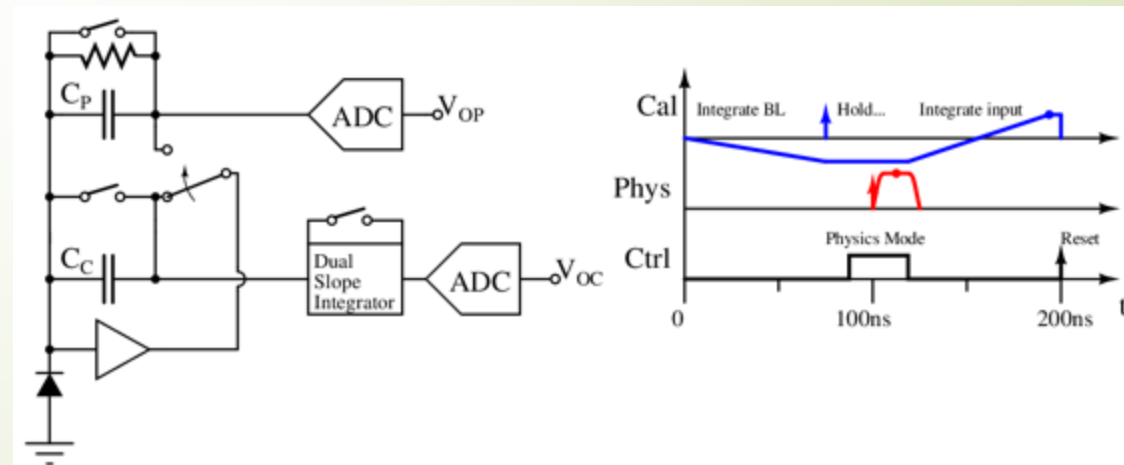 C_P
ADC
V_OP
C_C
Dual
Slope
Integrator
ADC
V_OC
Cal
Integrate BL
Hold...
Integrate input
Phys
Physics Mode
Ctrl
Reset
0
100ns
200ns
t